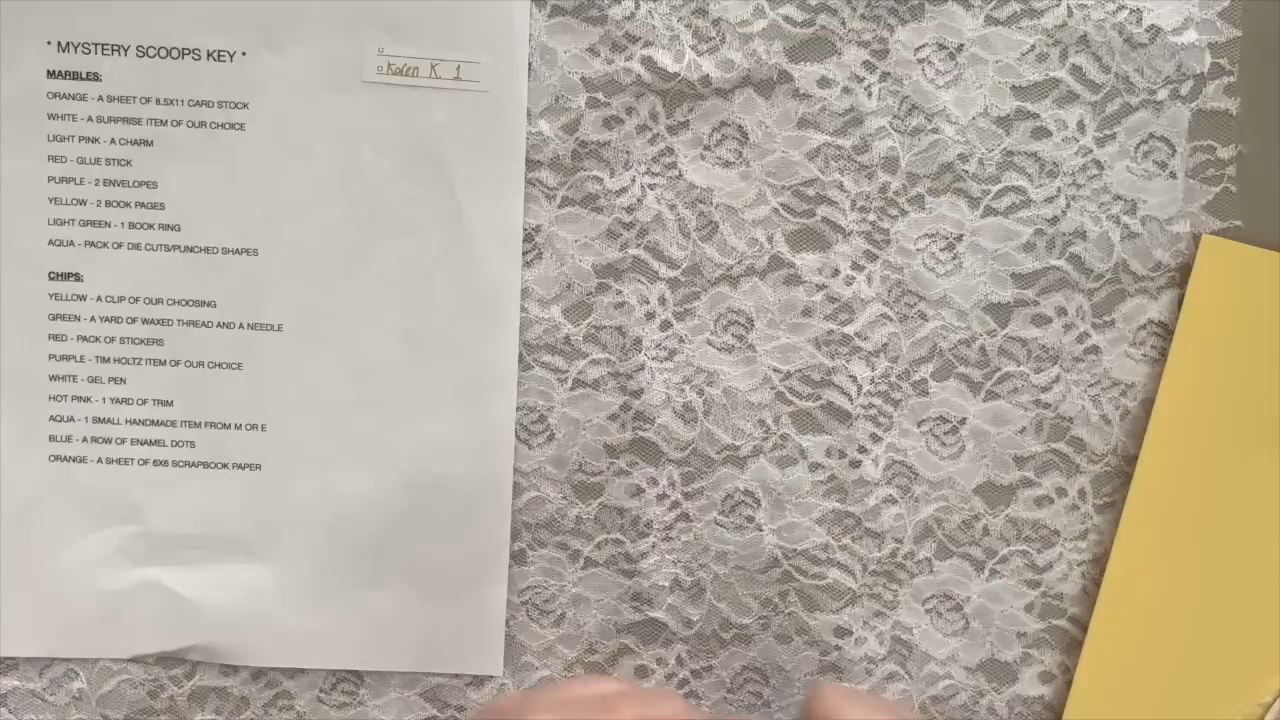 * MYSTERY SCOOPS KEY *
Karen K. 1
MARBLES:
ORANGE - A SHEET OF 8.5X11 CARD STOCK
WHITE - A SURPRISE ITEM OF OUR CHOICE
LIGHT PINK - A CHARM
RED - GLUE STICK
PURPLE - 2 ENVELOPES
YELLOW - 2 BOOK PAGES
LIGHT GREEN - 1 BOOK RING
AQUA - PACK OF DIE CUTS/PUNCHED SHAPES
CHIPS:
YELLOW - A CLIP OF OUR CHOOSING
GREEN - A YARD OF WAXED THREAD AND A NEEDLE
RED - PACK OF STICKERS
PURPLE - TIM HOLTZ ITEM OF OUR CHOICE
WHITE - GEL PEN
HOT PINK - 1 YARD OF TRIM
AQUA - 1 SMALL HANDMADE ITEM FROM M OR E
BLUE - A ROW OF ENAMEL DOTS
ORANGE - A SHEET OF 6X6 SCRAPBOOK PAPER